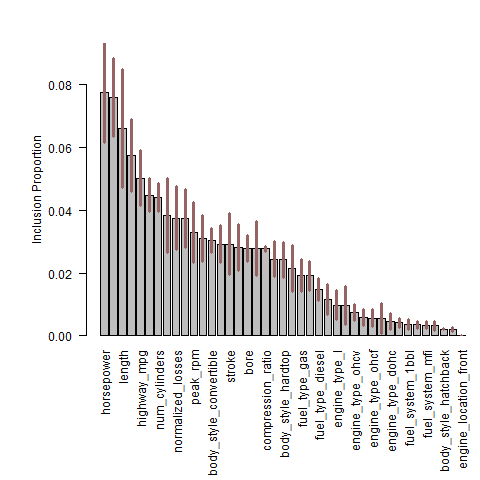 Inclusion Proportion
0.08
0.06
0.04
0.02
0.00
horsepower
length
highway_mpg
num_cylinders
normalized_losses
peak_rpm
body_style_convertible
stroke
bore
compression_ratio
body_style_hardtop
fuel_type_gas
fuel_type_diesel
engine_type_l
engine_type_ohcv
engine_type_ohcf
engine_type_dohc
fuel_system_1bbl
fuel_system_mfi
body_style_hatchback
engine_location_front